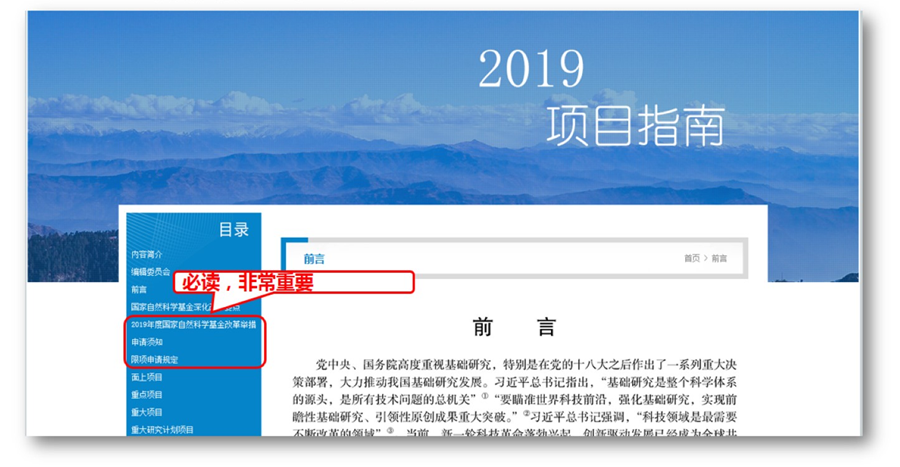 2019
项目指南
目录
内容简介
编辑委员会
前言
国家自然科学基金深化
点
2019年度国家自然科学基金改革举措
申请须知
限项申请规定
面上项目
重点项目
重大项目
重大研究计划项目
必读，非常重要
前言
首页 > 前言
前 言
党中央、国务院高度重视基础研究，特别是在党的十八大之后作出了一系列重大决
策部署，大力推动我国基础研究发展。习近平总书记指出，“基础研究是整个科学体系
的源头，是所有技术问题的总机关”①“要瞄准世界科技前沿，强化基础研究，实现前
瞻性基础研究、引领性原创成果重大突破。”②习近平总书记强调，“科技领域是最需要
不断改革的领域”③。当前，新一轮科技革命蓬勃兴起，创新驱动发展已经成为全球共